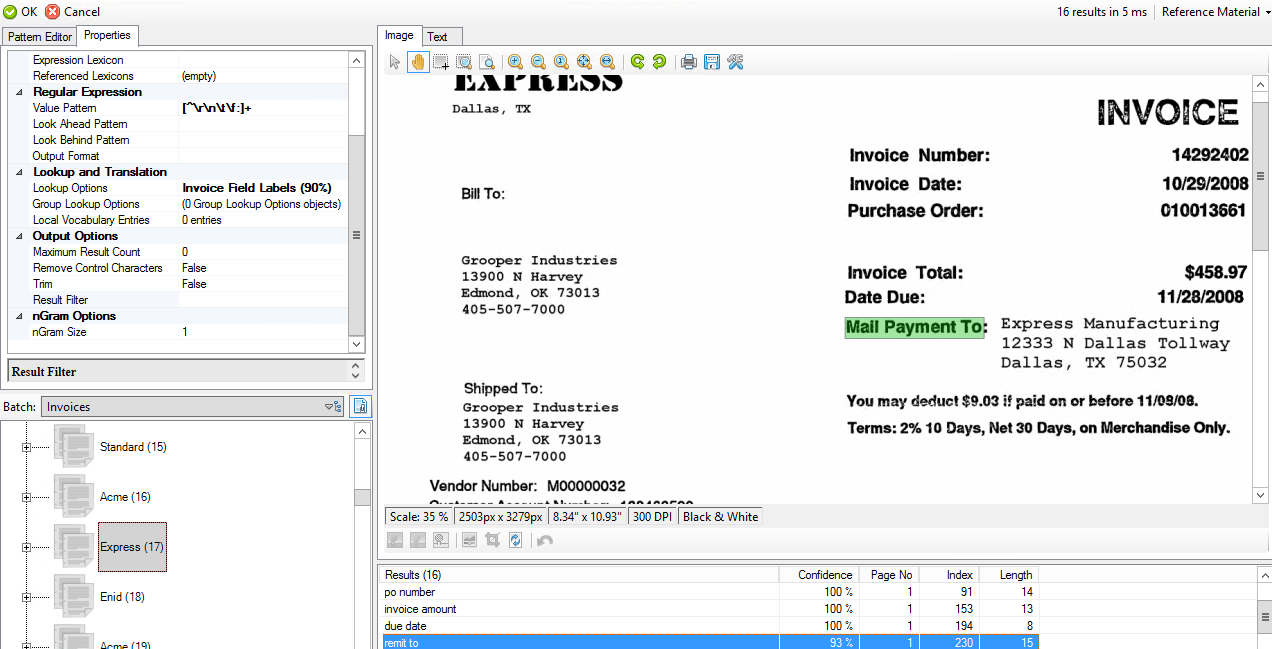 OK Cancel 16 results in 5 ms Reference Material
Pattern Editor Properties
Expression Lexicon
Referenced Lexicons (empty)
Regular Expression
Value Pattern [^\r\n\t\f:]+
Look Ahead Pattern
Look Behind Pattern
Output Format
Lookup and Translation
Lookup Options Invoice Field Labels (90%)
Group Lookup Options (0 Group Lookup Options objects)
Local Vocabulary Entries 0 entries
Output Options
Maximum Result Count 0
Remove Control Characters False
Trim False
Result Filter
nGram Options
nGram Size 1
Result Filter
Batch: Invoices
Standard (15)
Acme (16)
Express (17)
Enid (18)
Acme (19)
Image Text
EXPRESS
Dallas, TX
INVOICE
Invoice Number: 14292402
Invoice Date: 10/29/2008
Purchase Order: 010013661
Bill To:
Grooper Industries
13900 N Harvey
Edmond, OK 73013
405-507-7000
Invoice Total: $458.97
Date Due: 11/28/2008
Mail Payment To: Express Manufacturing
12333 N Dallas Tollway
Dallas, TX 75032
Shipped To:
Grooper Industries
13900 N Harvey
Edmond, OK 73013
405-507-7000
You may deduct $9.03 if paid on or before 11/09/08.
Terms: 2% 10 Days, Net 30 Days, on Merchandise Only.
Vendor Number: M00000032
Customer Account Number:
Scale: 35 % 2503px x 3279px 8.34" x 10.93" 300 DPI Black & White
Results (16) Confidence Page No Index Length
po number 100 % 1 91 14
invoice amount 100 % 1 153 13
due date 100 % 1 194 8
remit to 93 % 1 230 15